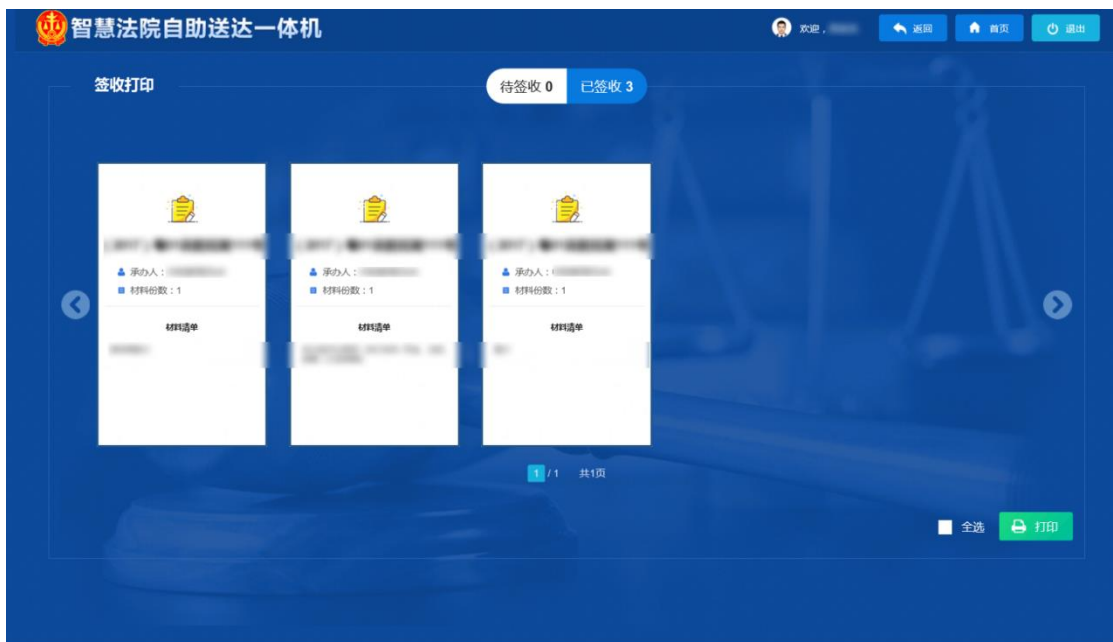 智慧法院自助送达一体机
欢迎，
返回
首页
退出
签收打印
待签收 0
已签收 3
承办人：
材料份数：1
材料清单
承办人：
材料份数：1
材料清单
承办人：
材料份数：1
材料清单
1 / 1 共1页
全选
打印